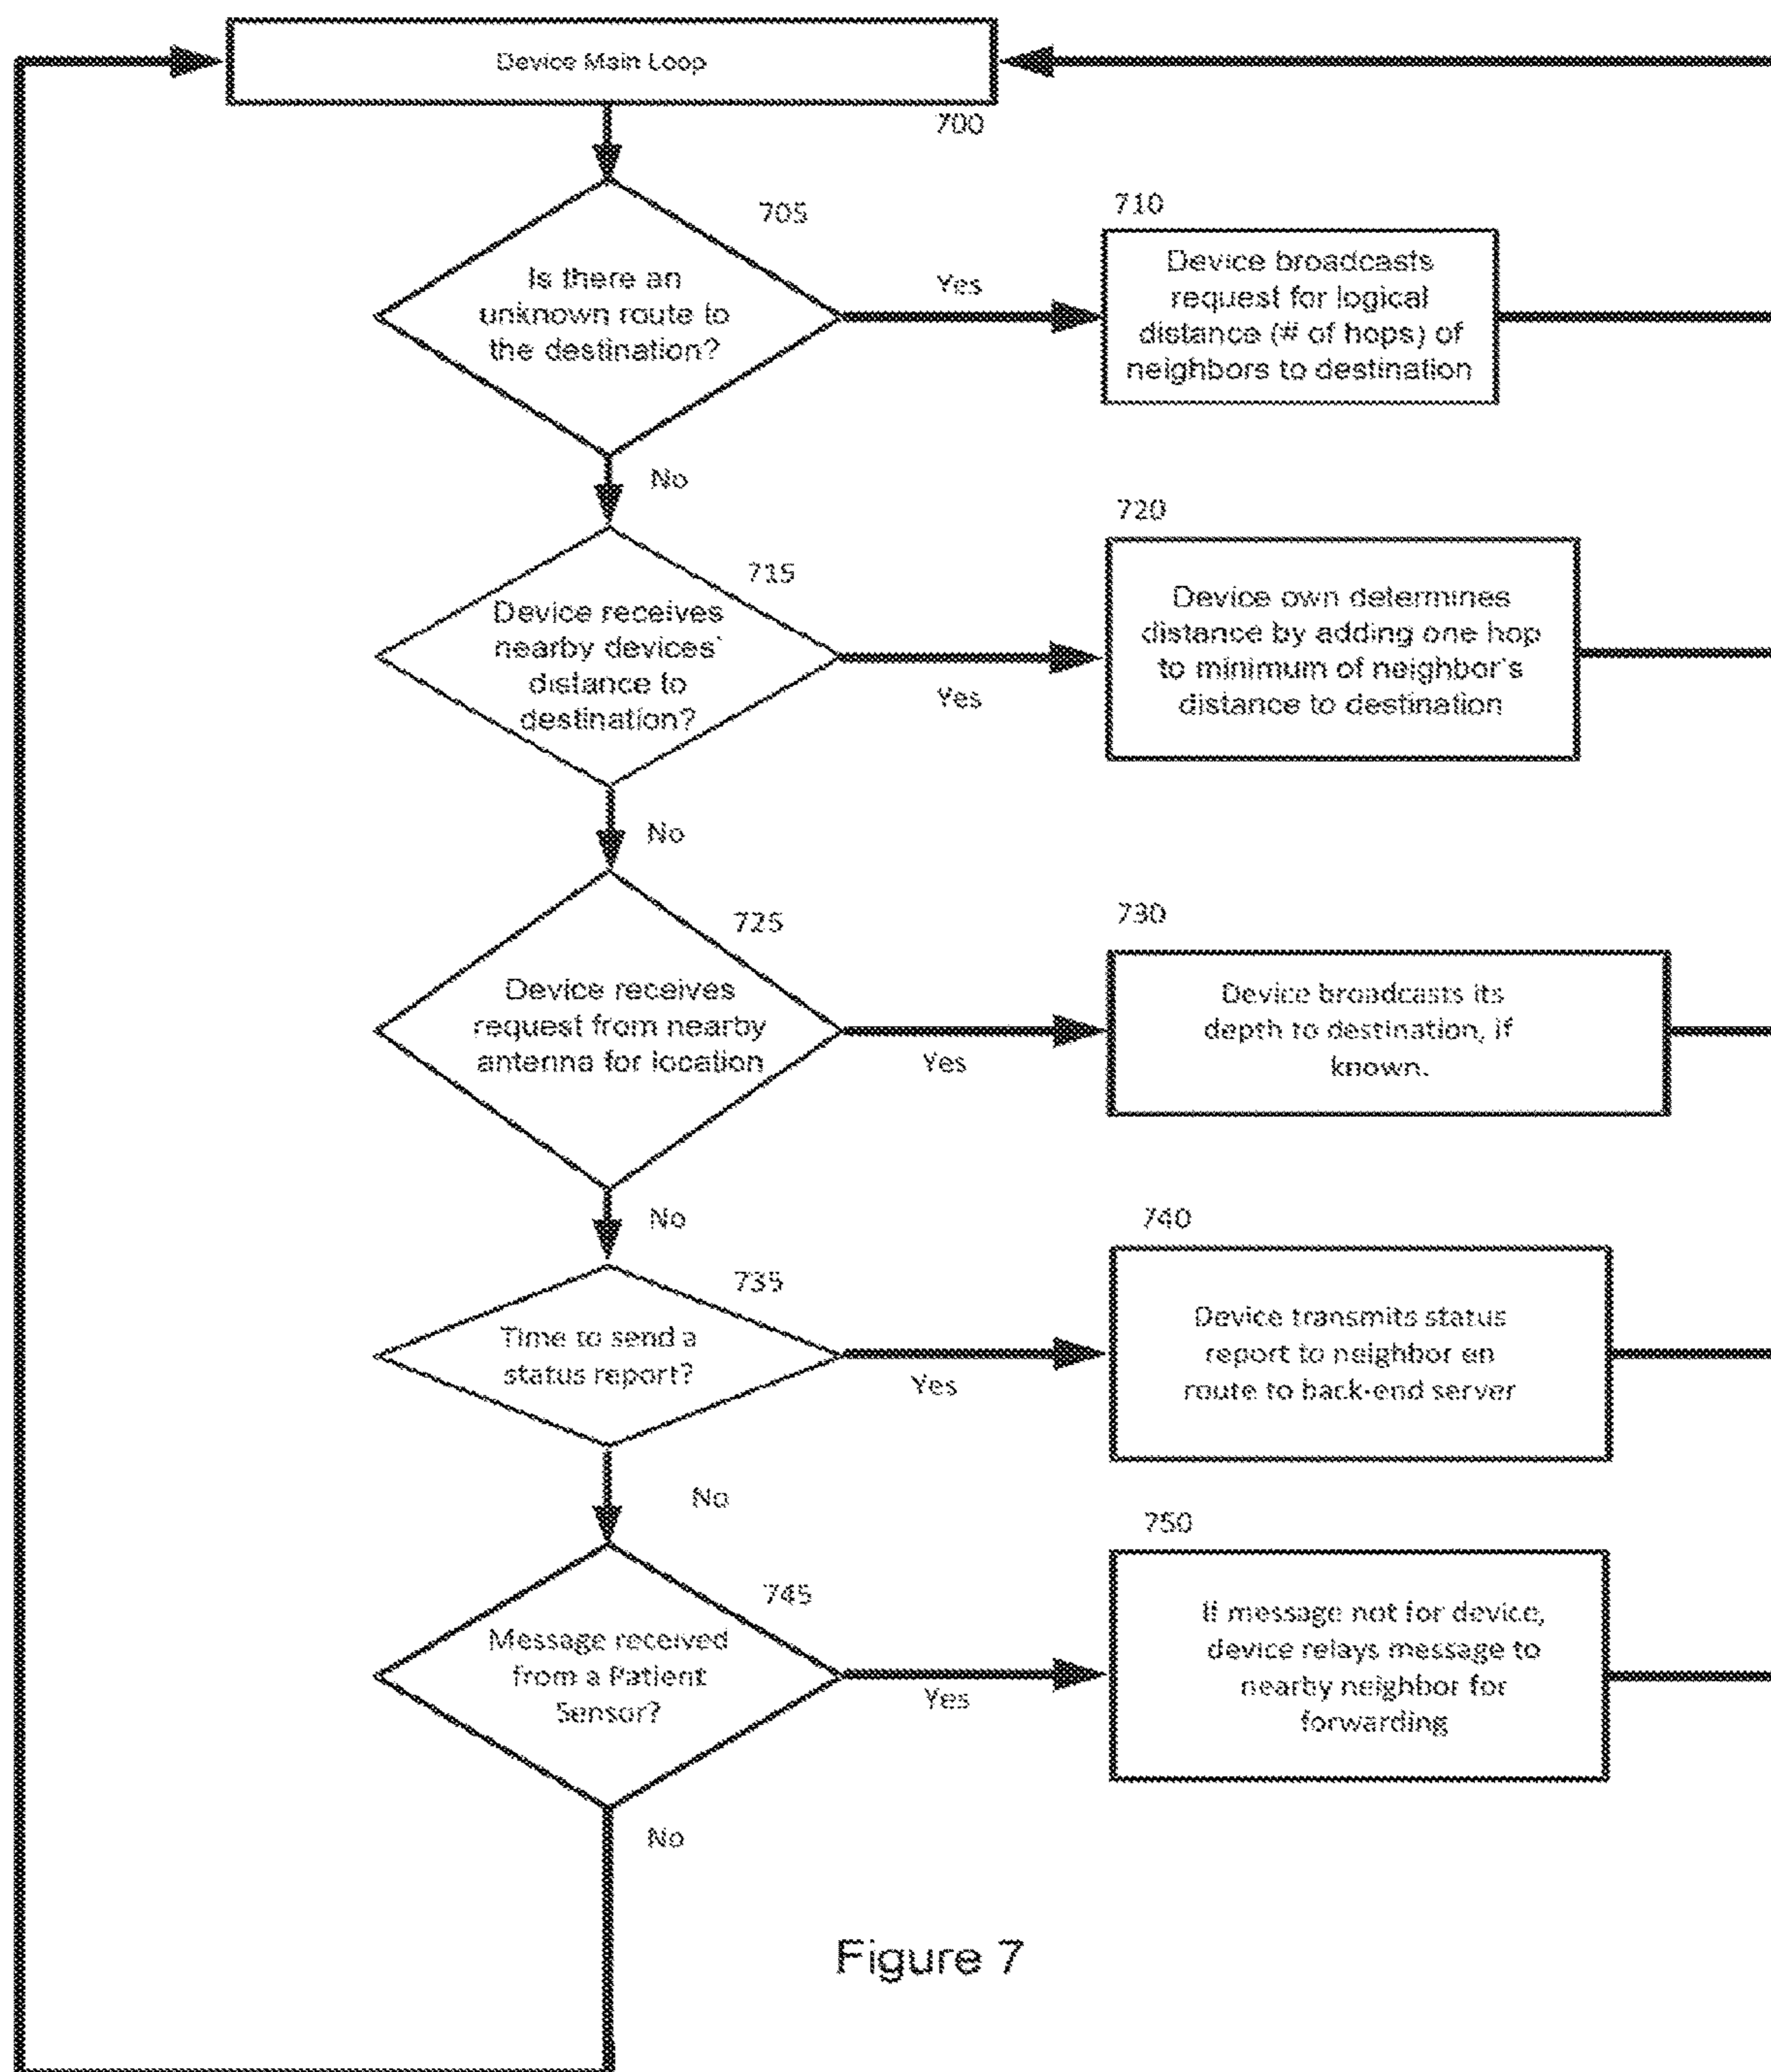 Device Main Loop
700
705
Is there an
unknown route to
the destination?
Yes
710
Device broadcasts
request for logical
distance (# of hops) of
neighbors to destination
No
715
Device receives
nearby devices'
distance to
destination?
Yes
720
Device own determines
distance by adding one hop
to minimum of neighbor's
distance to destination
No
725
Device receives
request from nearby
antenna for location
Yes
730
Device broadcasts its
depth to destination, if
known.
No
735
Time to send a
status report?
Yes
740
Device transmits status
report to neighbor en
route to back-end server
No
745
Message received
from a Patient
Sensor?
Yes
750
If message not for device,
device relays message to
nearby neighbor for
forwarding
No
Figure 7